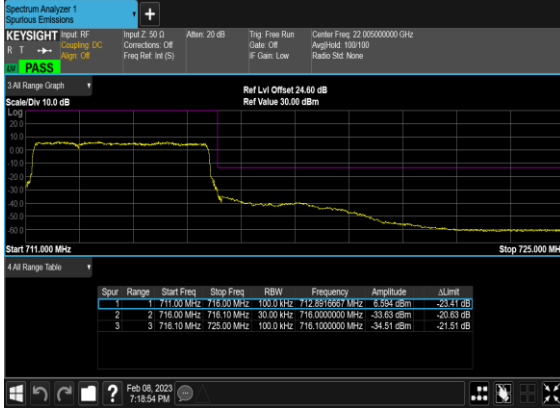 Spectrum Analyzer 1
Spurious Emissions
+
KEYSIGHT Input: RF Input Z: 50 Ω Atten: 20 dB Trig: Free Run Center Freq: 22.005000000 GHz
R T Coupling: DC Corrections: Off Gate: Off Avg|Hold: 100/100
Align: Off Freq Ref: Int (S) IF Gain: Low Radio Std: None
PASS
3 All Range Graph
Ref Lvl Offset 24.60 dB
Scale/Div 10.0 dB Ref Value 30.00 dBm
Log
20.0
10.0
0.00
-10.0
-20.0
-30.0
-40.0
-50.0
-60.0
Start 711.000 MHz Stop 725.000 MH
4 All Range Table
Spur Range Start Freq Stop Freq RBW Frequency Amplitude ΔLimit
1 1 711.00 MHz 716.00 MHz 100.0 kHz 712.8916667 MHz 6.594 dBm -23.41 dB
2 2 716.00 MHz 716.10 MHz 30.00 kHz 716.0000000 MHz -33.63 dBm -20.63 dB
3 3 716.10 MHz 725.00 MHz 100.0 kHz 716.1000000 MHz -34.51 dBm -21.51 dB
? Feb 08, 2023
7:18:54 PM